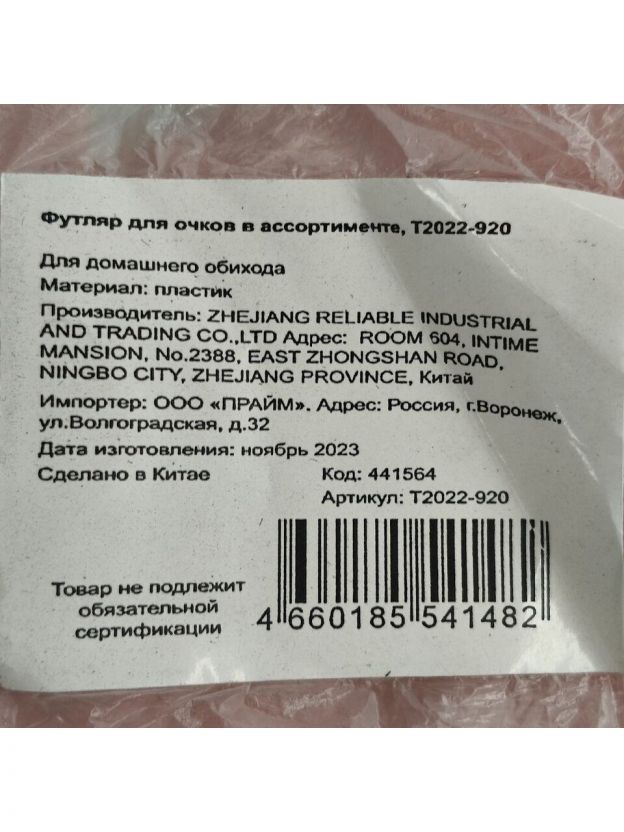 Футляр для очков в ассортименте, Т2022-920
Для домашнего обихода
Материал: пластик
Производитель: ZHEJIANG RELIABLE INDUSTRIAL
AND TRADING CO.,LTD Адрес: ROOM 604, INTIME
MANSION, No.2388, EAST ZHONGSHAN ROAD,
NINGBO CITY, ZHEJIANG PROVINCE, Китай
Импортер: ООО «ПРАЙМ». Адрес: Россия, г.Воронеж,
ул.Волгоградская, д.32
Дата изготовления: ноябрь 2023
Сделано в Китае Код: 441564
Артикул: Т2022-920
Товар не подлежит
обязательной
сертификации
4 660185 541482